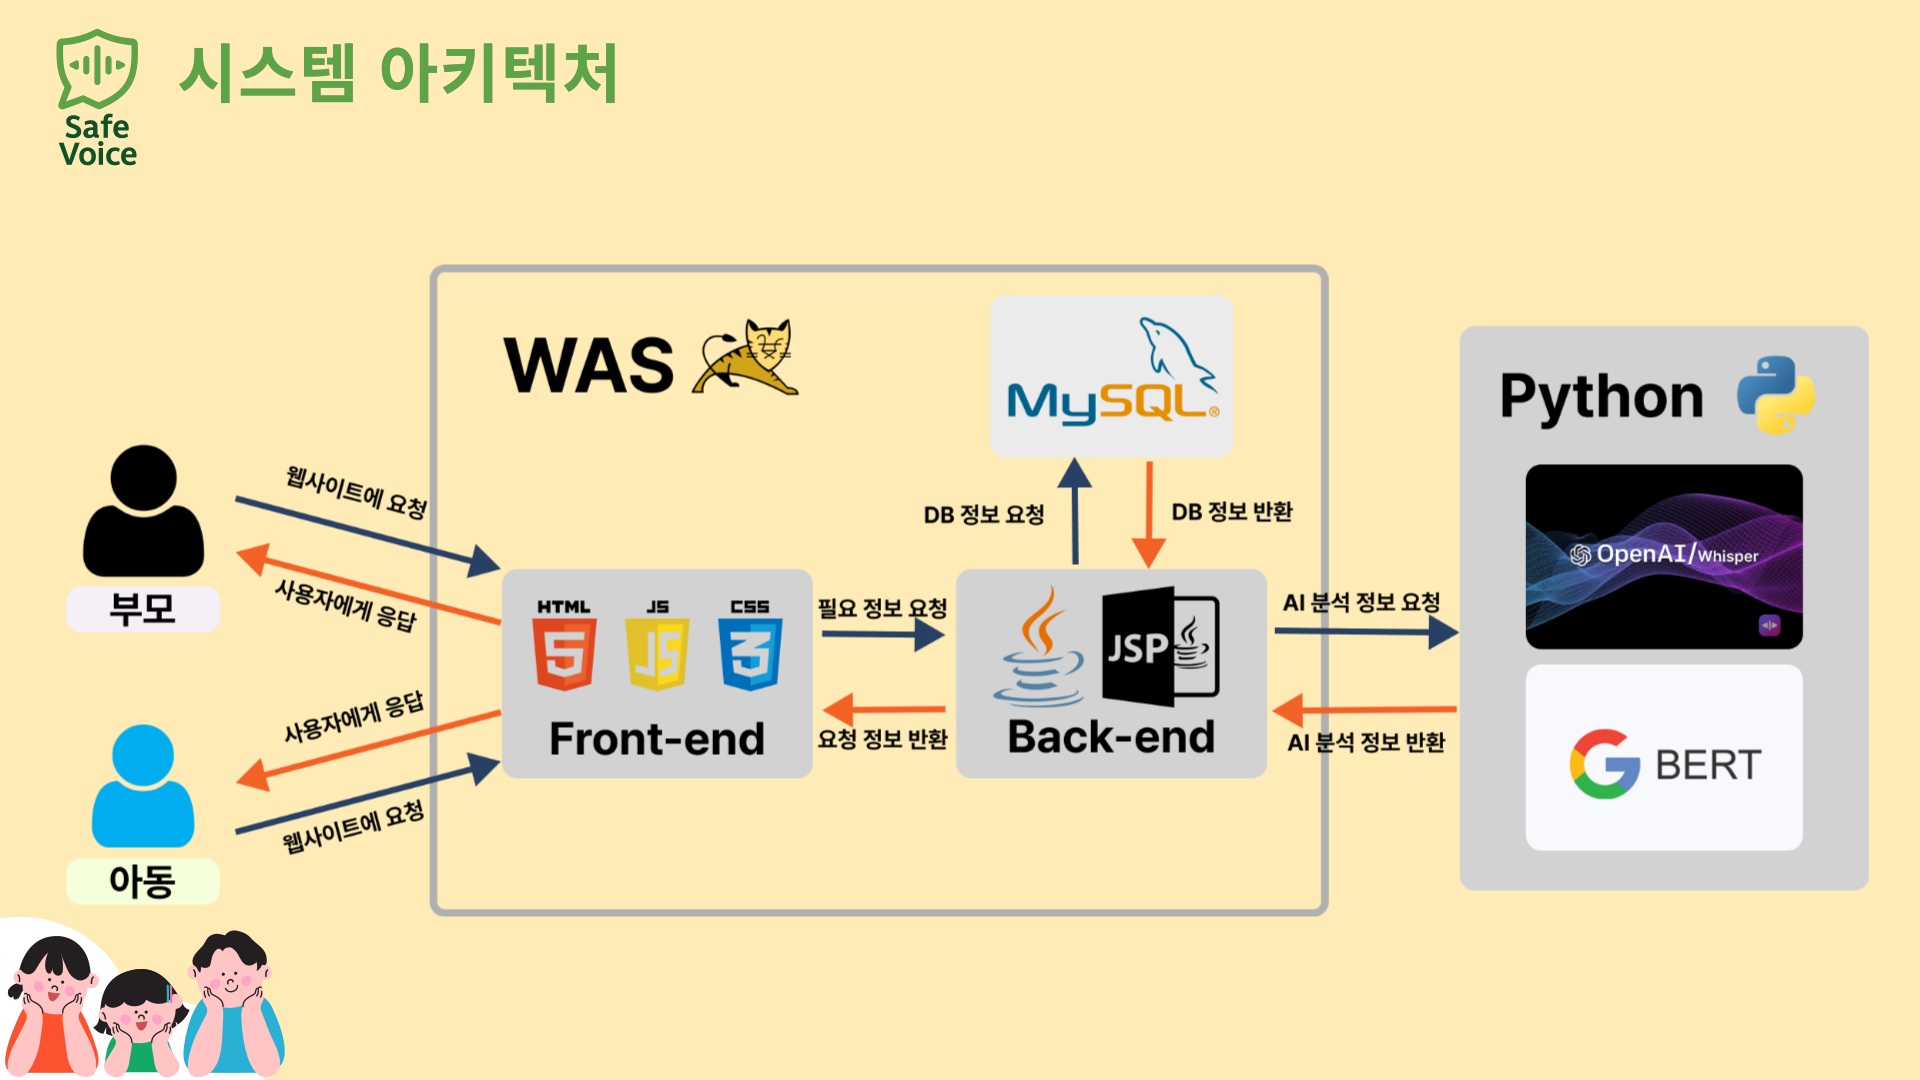 Safe
Voice
시스템 아키텍처
WAS
MySQL®
Python
부모
아동
웹사이트에 요청
사용자에게 응답
사용자에게 응답
웹사이트에 요청
HTML
5
JS
JS
CSS
3
Front-end
필요 정보 요청
요청 정보 반환
DB 정보 요청
DB 정보 반환
JSP
Back-end
AI 분석 정보 요청
AI 분석 정보 반환
OpenAI/Whisper
G BERT